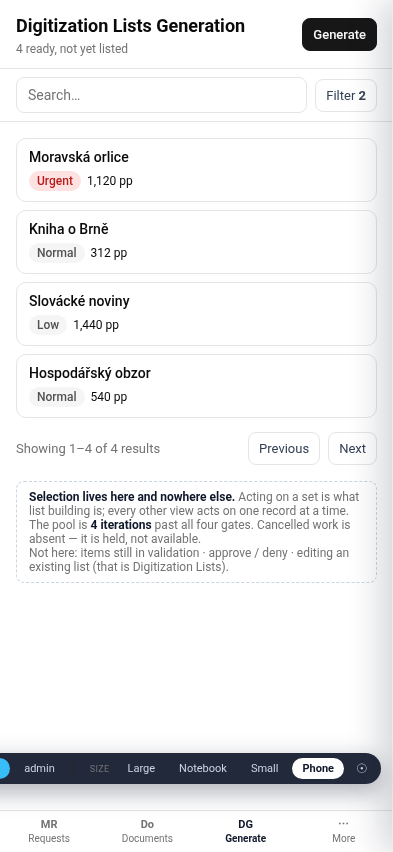 Digitization Lists Generation
4 ready, not yet listed
Generate
Search...
Filter 2
Moravská orlice
Urgent 1,120 pp
Kniha o Brně
Normal 312 pp
Slovácké noviny
Low 1,440 pp
Hospodářský obzor
Normal 540 pp
Showing 1–4 of 4 results
Previous
Next
Selection lives here and nowhere else. Acting on a set is what
list building is; every other view acts on one record at a time.
The pool is 4 iterations past all four gates. Cancelled work is
absent — it is held, not available.
Not here: items still in validation · approve / deny · editing an
existing list (that is Digitization Lists).
admin SIZE Large Notebook Small Phone
MR Do DG ···
Requests Documents Generate More